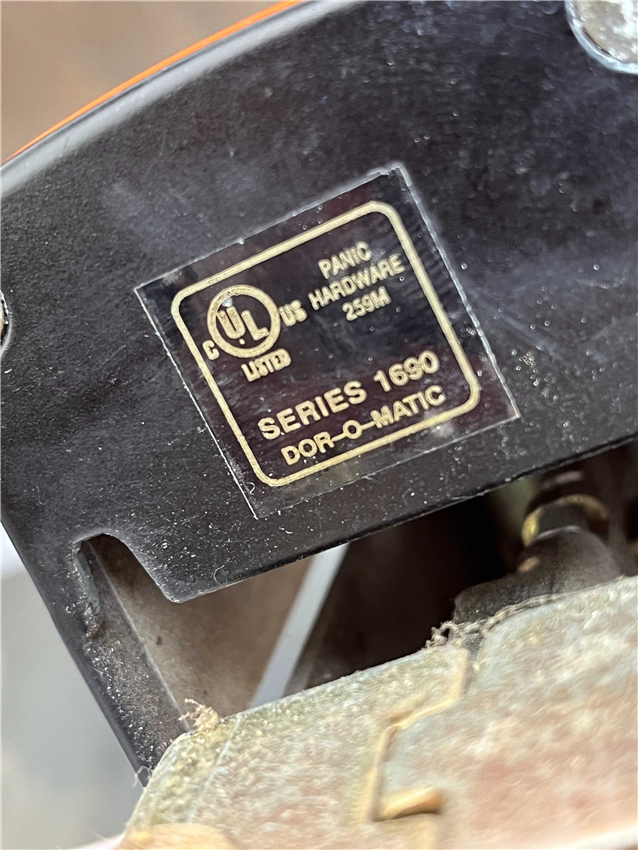 PANIC
HARDWARE
259M
C UL US
LISTED
SERIES 1690
DOR-O-MATIC